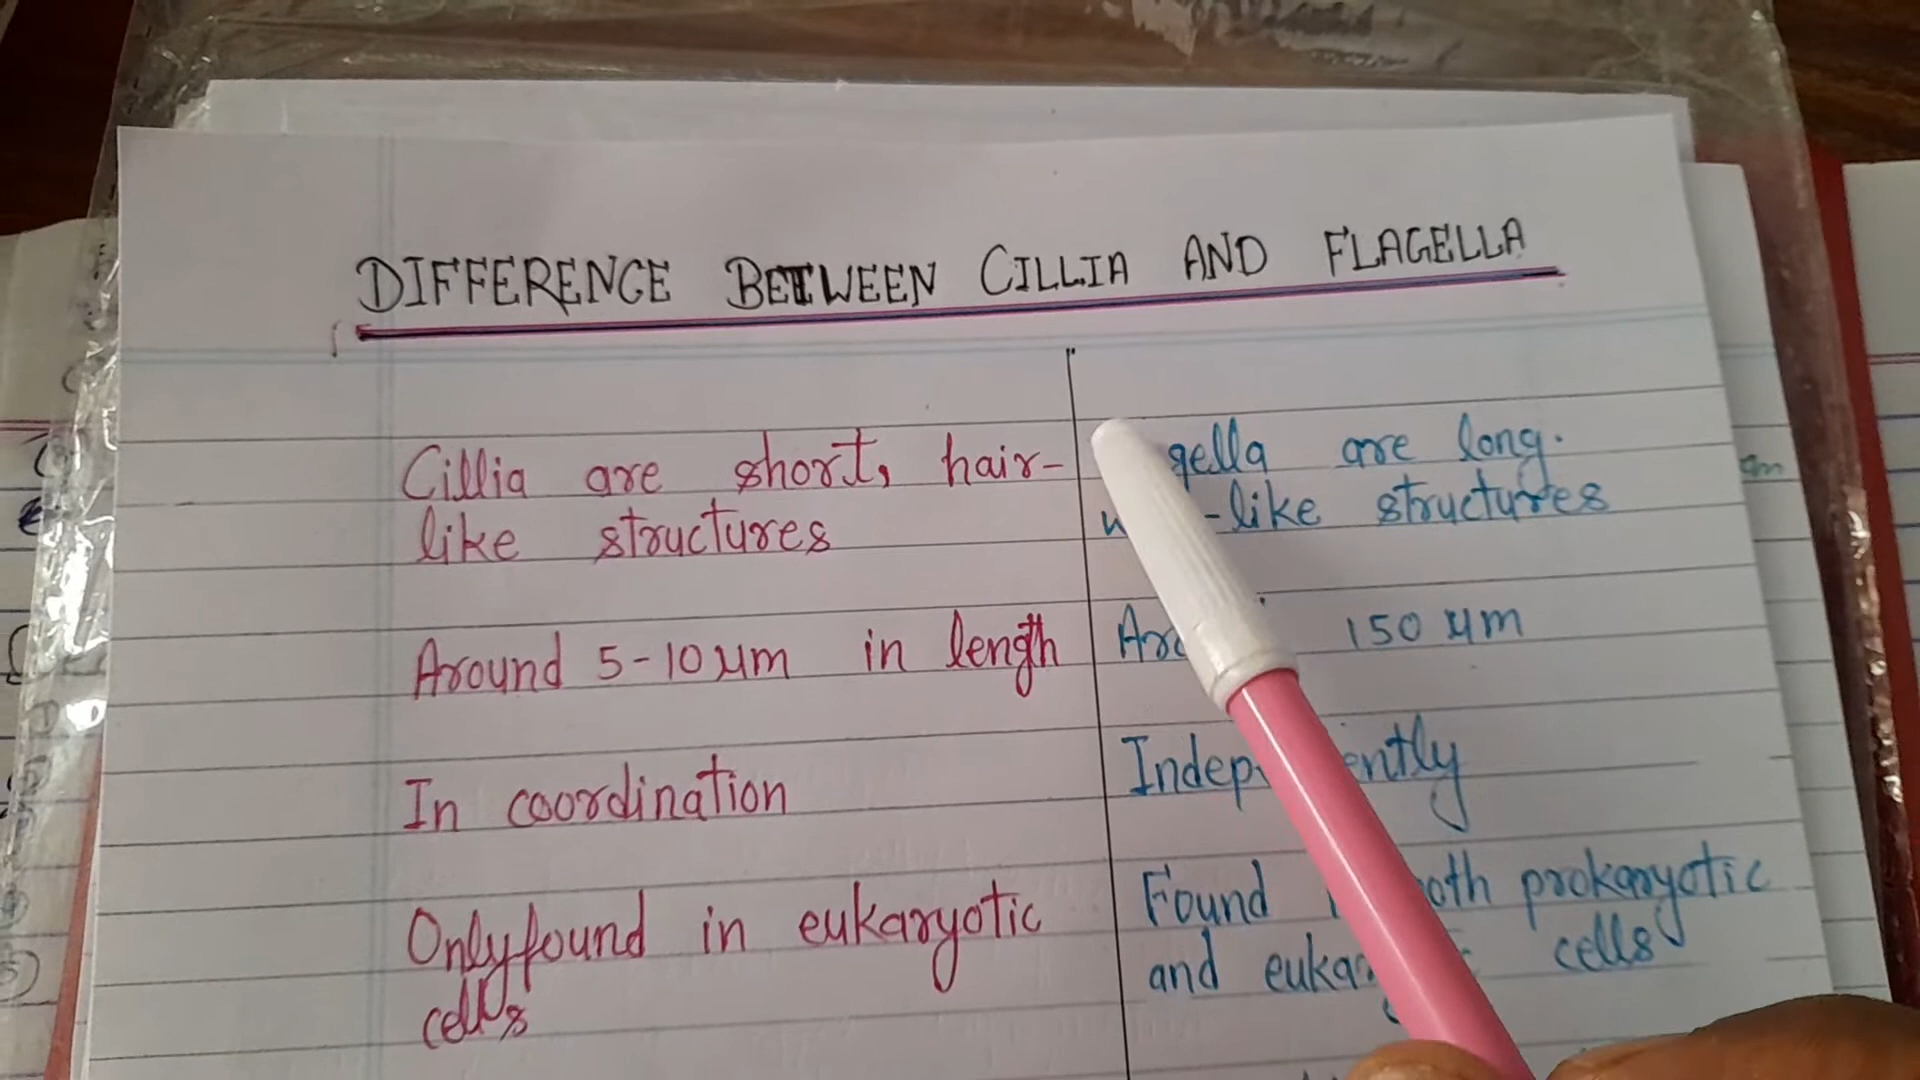 DIFFERENCE BETWEEN CILLIA AND FLAGELLA
Cillia are short, hair-
like structures
Around 5-10 µm in length
In coordination
Only found in eukaryotic
cells
gella are long.
-like structures
150 µm
Indep ently
Found oth prokaryotic
and euka cells